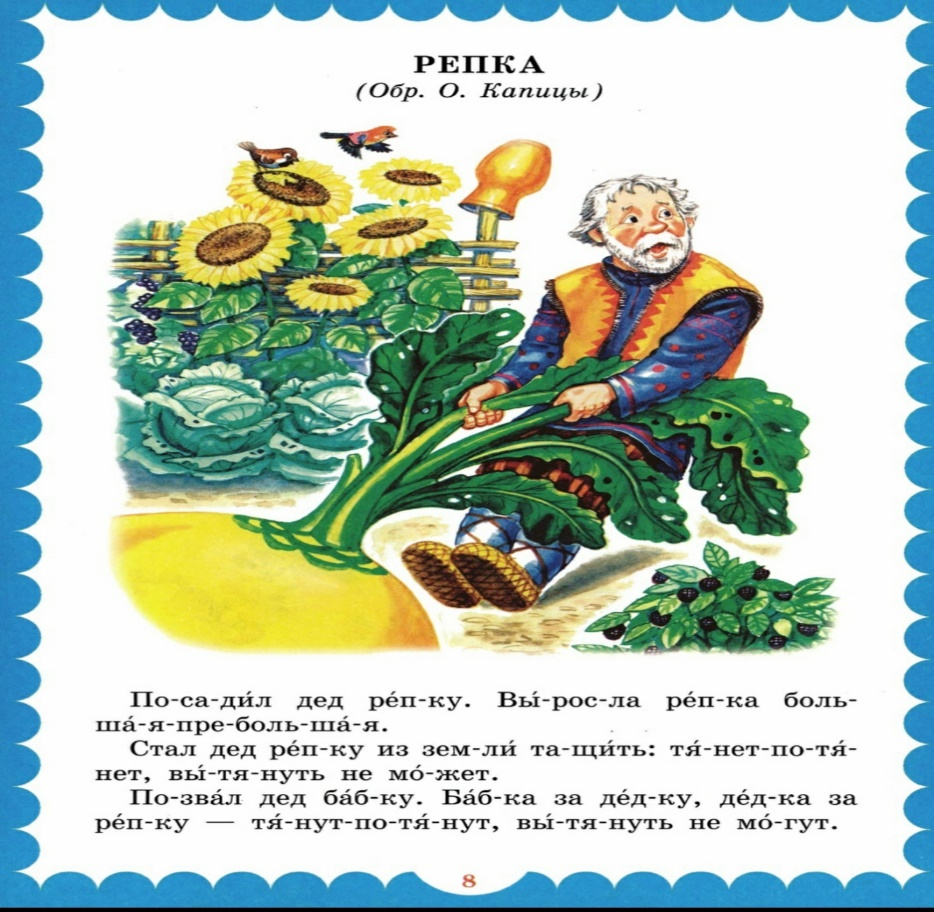 РЕПКА
(Обр. О. Капицы)
По-са-ди́л дед ре́п-ку. Вы́-рос-ла ре́п-ка боль-
ша́-я-пре-боль-ша́-я.
Стал дед ре́п-ку из зем-ли́ та-щи́ть: тя́-нет-по-тя́-
нет, вы́-тя-нуть не мо́-жет.
По-зва́л дед ба́б-ку. Ба́б-ка за де́д-ку, де́д-ка за
ре́п-ку — тя́-нут-по-тя́-нут, вы́-тя-нуть не мо́-гут.
8